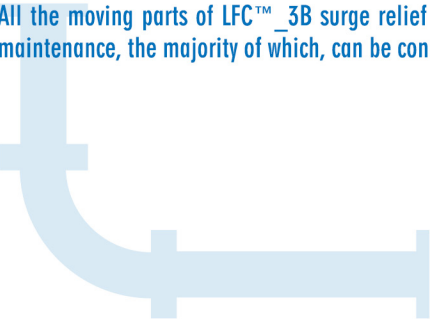 All the moving parts of LFC™_3B surge relief
maintenance, the majority of which, can be con